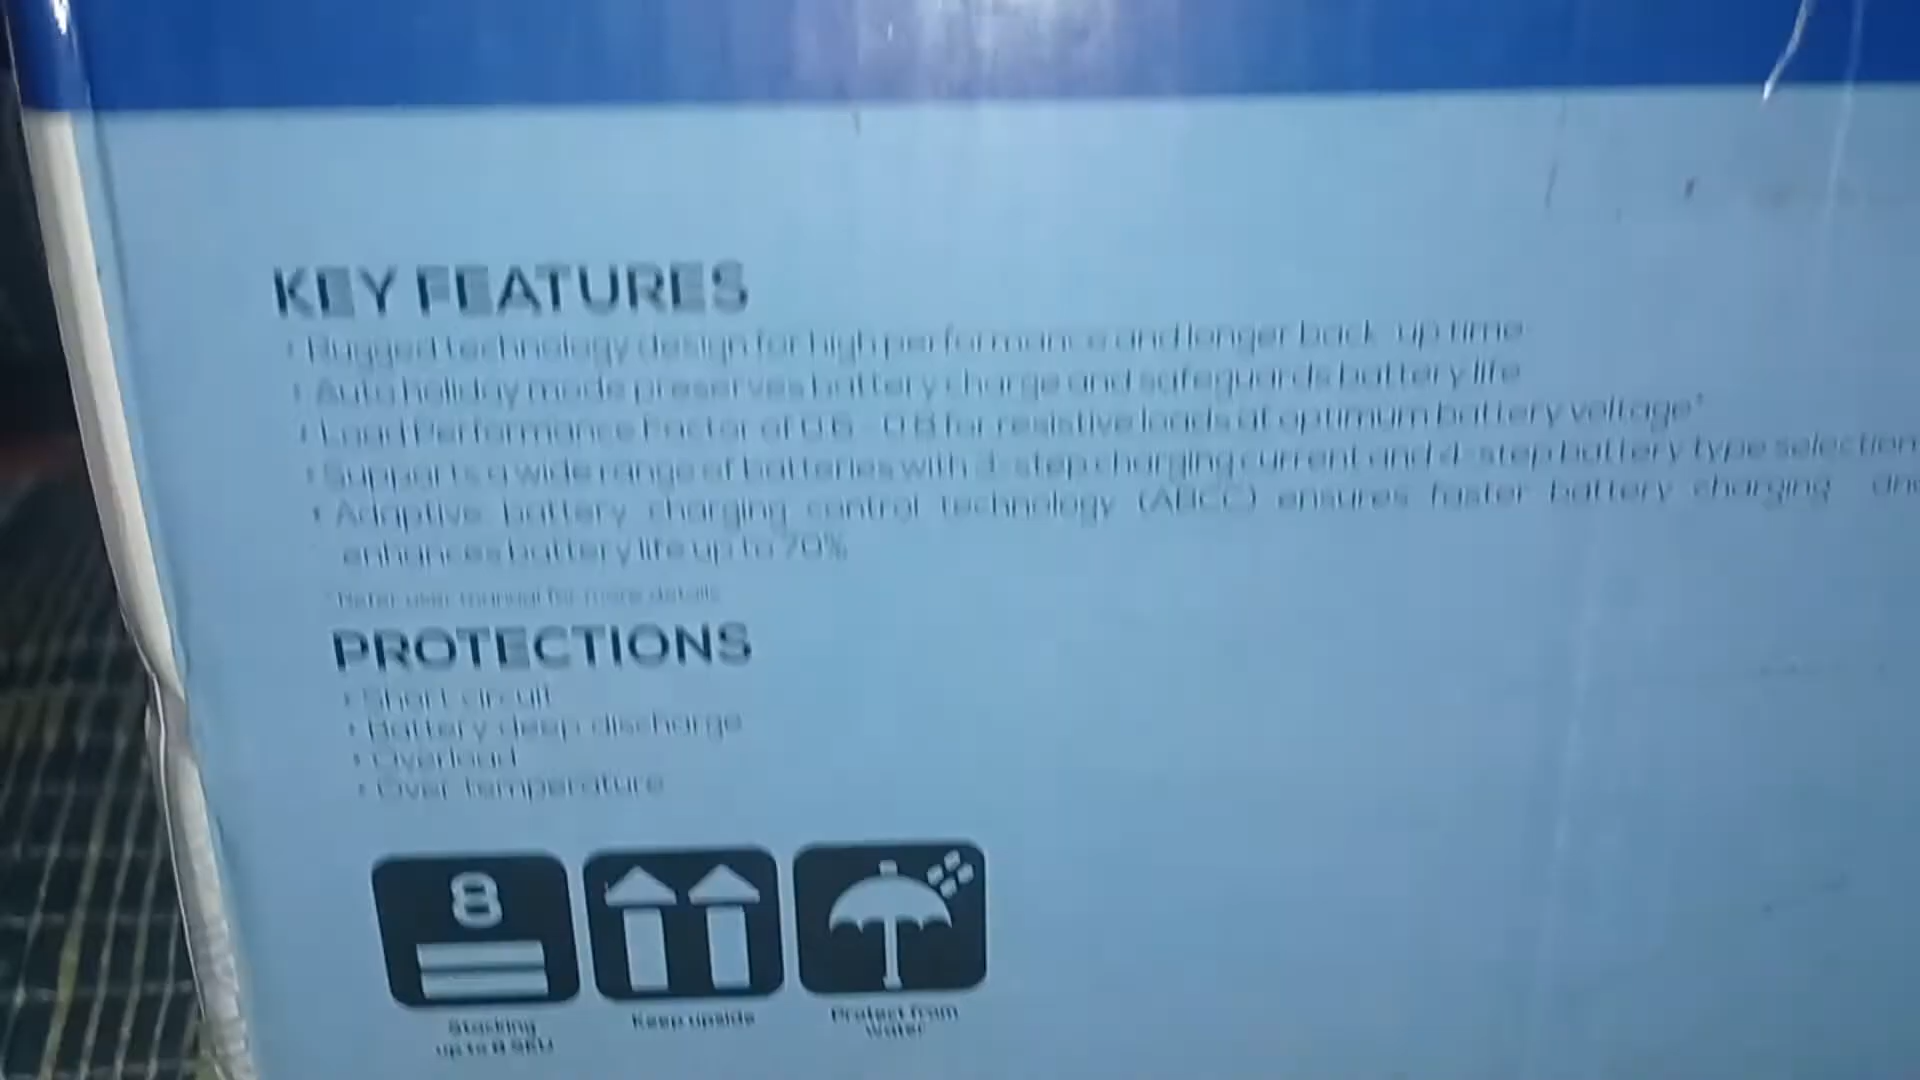 KEY FEATURES
• Rugged technology design for high performance and longer back up time
• Auto holiday mode preserves battery charge and safeguards battery life
• Load Performance Factor of 0.6 - 0.8 for resistive loads at optimum battery voltage*
• Supports a wide range of batteries with step charging current and 4-step battery type selection
• Adaptive battery charging control technology (ABCC) ensures faster battery charging and
enhances battery life up to 70%
*Refer user manual for more details
PROTECTIONS
• Short circuit
• Battery deep discharge
• Overload
• Over temperature
8
Stacking
up to 8 SKU
Keep upside
Protect from
Water